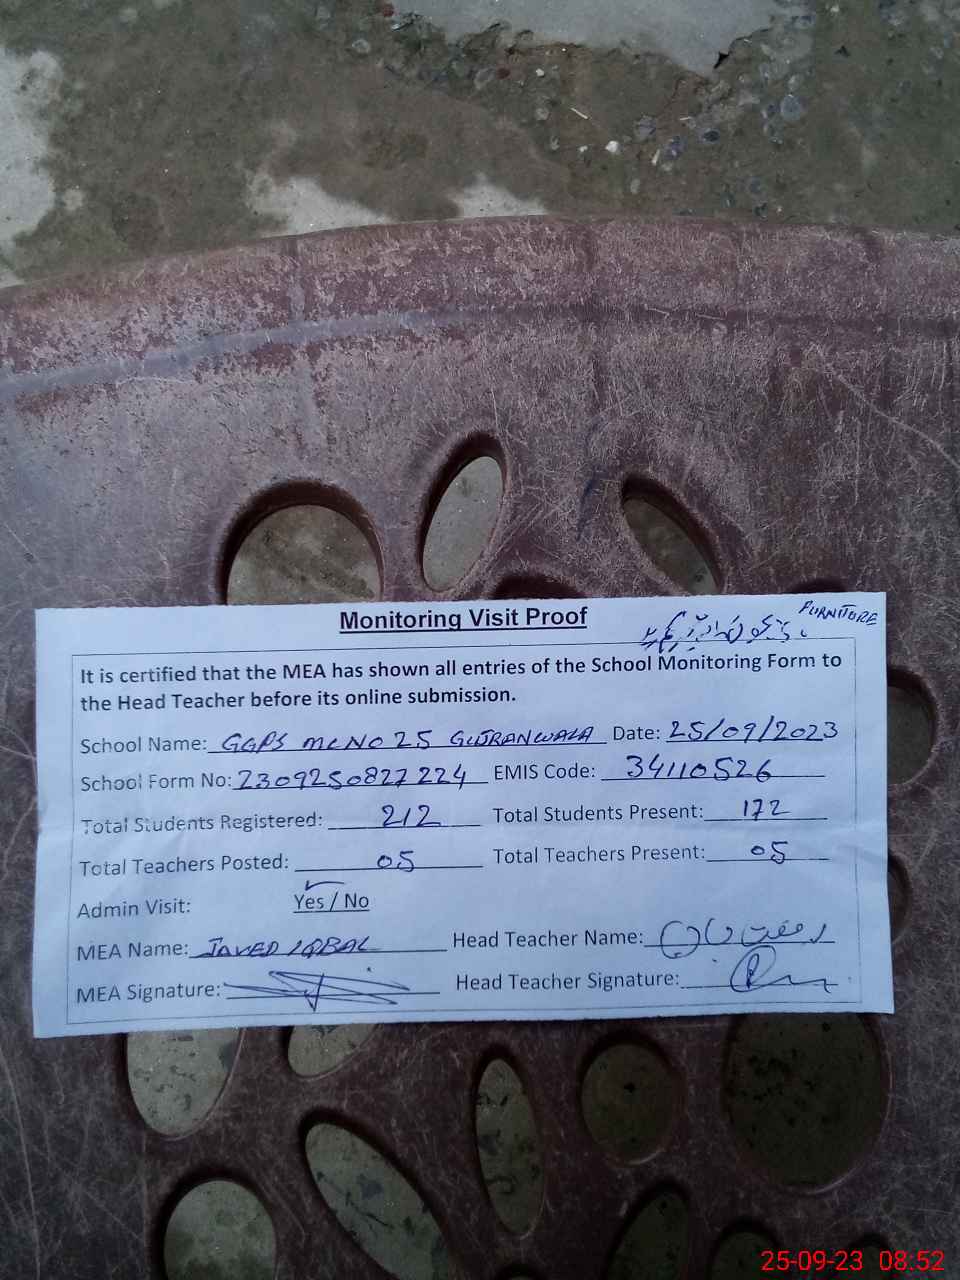 Monitoring Visit Proof
FURNITURE
It is certified that the MEA has shown all entries of the School Monitoring Form to
the Head Teacher before its online submission.
School Name: GGPS MC NO 25 GUJRANWALA Date: 25/09/2023
School Form No: 230925082７224 EMIS Code: 34110526
Total Students Registered: 212 Total Students Present: 172
Total Teachers Posted: 05 Total Teachers Present: 05
Admin Visit: Yes / No
MEA Name: JAVED IQBAL Head Teacher Name:
MEA Signature: Head Teacher Signature:
25-09-23 08.52